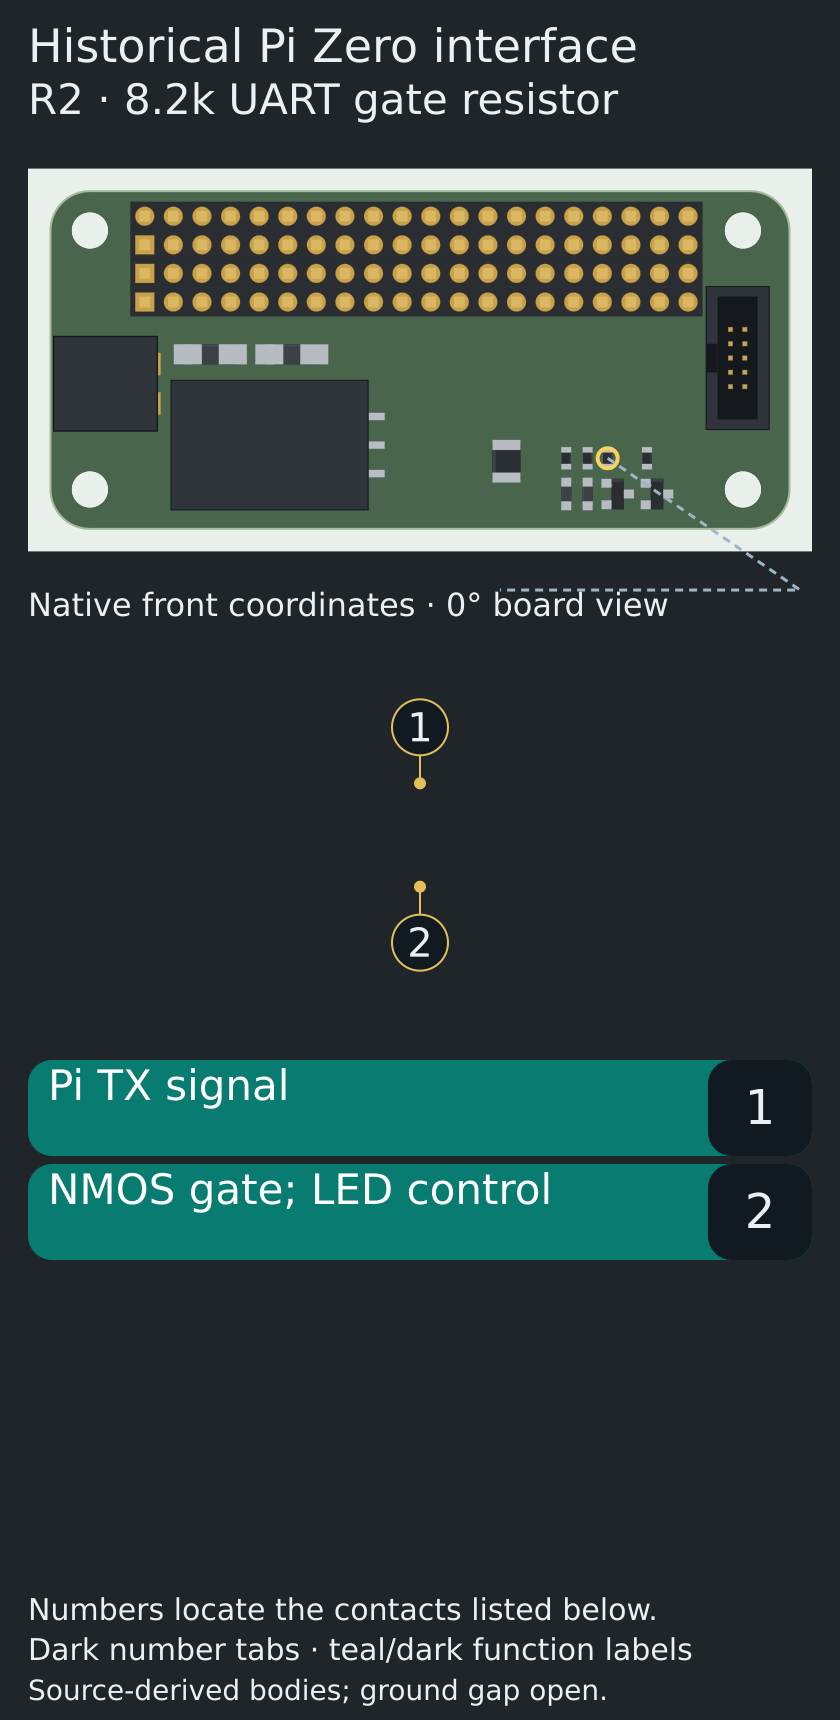 Historical Pi Zero interface
R2 · 8.2k UART gate resistor
Native front coordinates · 0° board view
1
2
Pi TX signal 1
NMOS gate; LED control 2
Numbers locate the contacts listed below.
Dark number tabs · teal/dark function labels
Source-derived bodies; ground gap open.